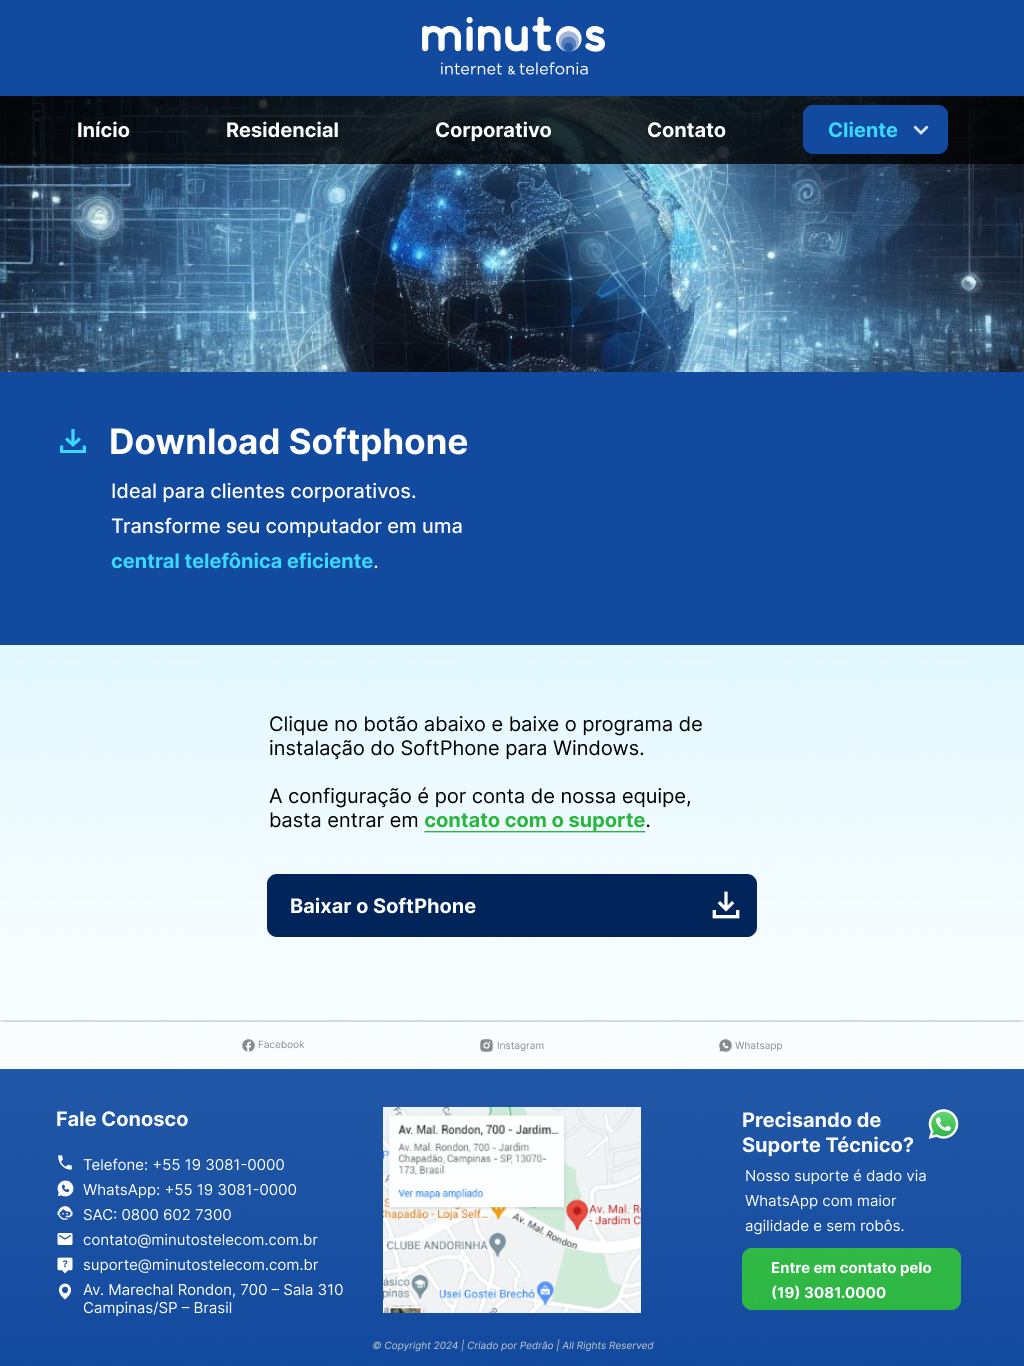 minutos
internet & telefonia
Início
Residencial
Corporativo
Contato
Cliente
Download Softphone
Ideal para clientes corporativos.
Transforme seu computador em uma
central telefônica eficiente.
Clique no botão abaixo e baixe o programa de
instalação do SoftPhone para Windows.
A configuração é por conta de nossa equipe,
basta entrar em contato com o suporte.
Baixar o SoftPhone
Facebook
Instagram
Whatsapp
Fale Conosco
Telefone: +55 19 3081-0000
WhatsApp: +55 19 3081-0000
SAC: 0800 602 7300
contato@minutostelecom.com.br
suporte@minutostelecom.com.br
Av. Marechal Rondon, 700 – Sala 310
Campinas/SP – Brasil
Av. Mal. Rondon, 700 - Jardim...
Av. Mal. Rondon, 700 - Jardim
Chapadão, Campinas - SP, 13070-
173, Brasil
Ver mapa ampliado
Chapadão - Loja Self...
Av. Mal. R
- Jardim C
Av. Mal. Rondon
CLUBE ANDORINHA
ásico
pinas
Usei Gostei Brechó
Precisando de
Suporte Técnico?
Nosso suporte é dado via
WhatsApp com maior
agilidade e sem robôs.
Entre em contato pelo
(19) 3081.0000
© Copyright 2024 | Criado por Pedrão | All Rights Reserved